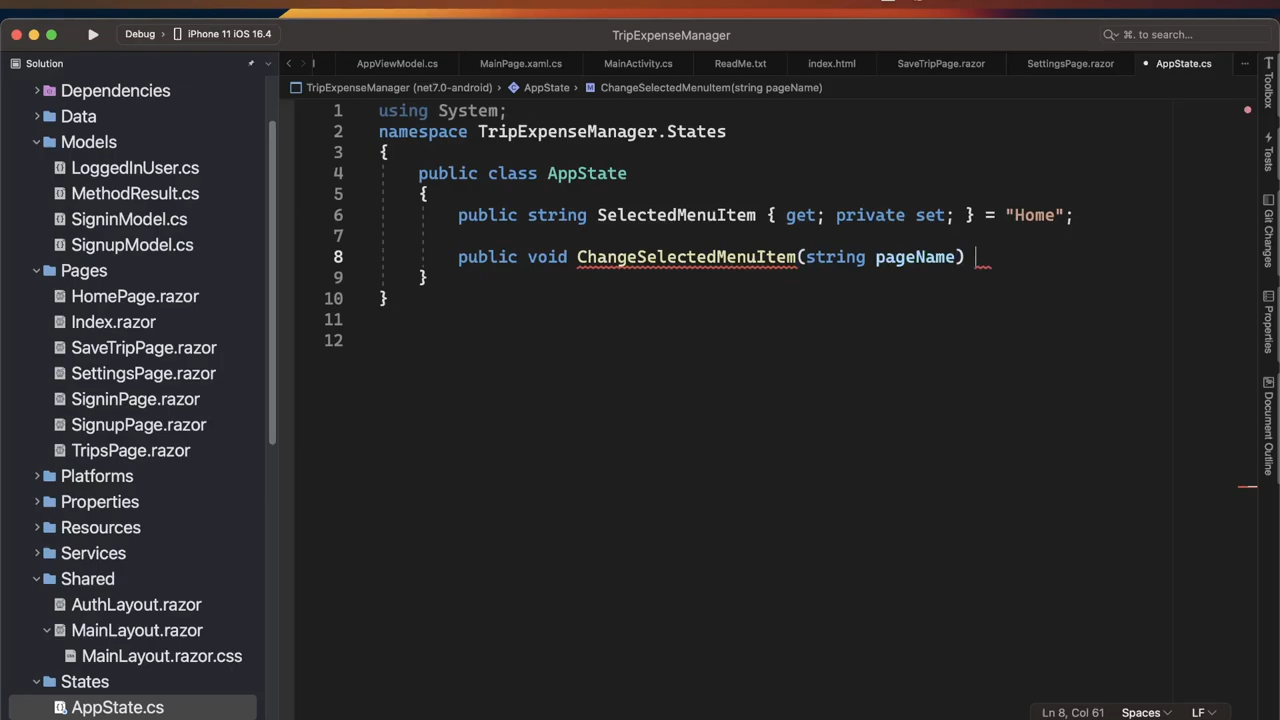 Debug > iPhone 11 iOS 16.4
TripExpenseManager
⌘. to search...
Solution
AppViewModel.cs
MainPage.xaml.cs
MainActivity.cs
ReadMe.txt
index.html
SaveTripPage.razor
SettingsPage.razor
AppState.cs
TripExpenseManager (net7.0-android) > AppState > ChangeSelectedMenuItem(string pageName)
Dependencies
Data
Models
LoggedInUser.cs
MethodResult.cs
SigninModel.cs
SignupModel.cs
Pages
HomePage.razor
Index.razor
SaveTripPage.razor
SettingsPage.razor
SigninPage.razor
SignupPage.razor
TripsPage.razor
Platforms
Properties
Resources
Services
Shared
AuthLayout.razor
MainLayout.razor
MainLayout.razor.css
States
AppState.cs
1 using System;
2 namespace TripExpenseManager.States
3 {
4 public class AppState
5 {
6 public string SelectedMenuItem { get; private set; } = "Home";
7
8 public void ChangeSelectedMenuItem(string pageName)
9 }
10 }
11
12
Toolbox
Tests
Git Changes
Properties
Document Outline
Ln 8, Col 61 Spaces LF